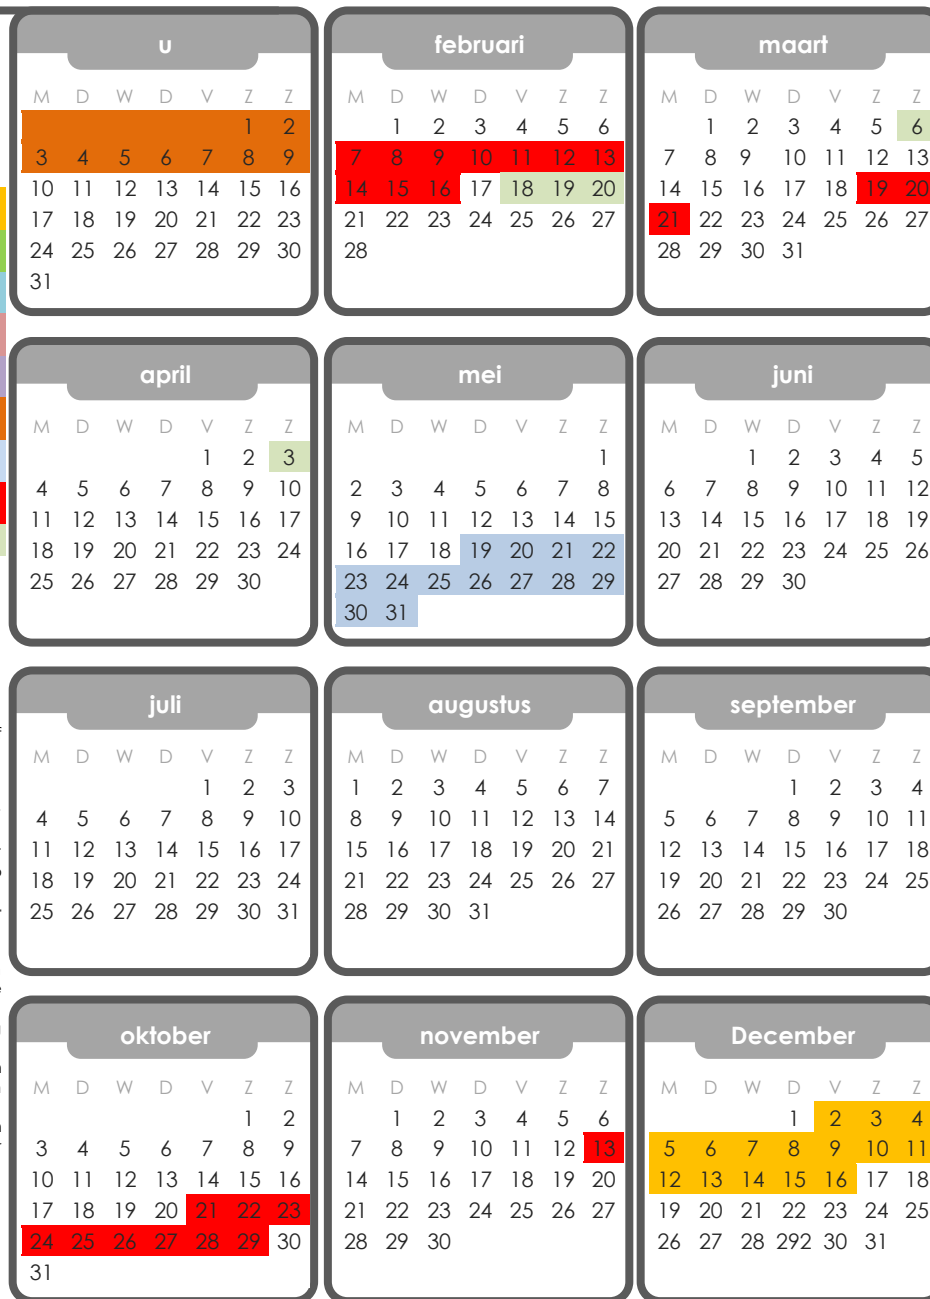 u
M D W D V Z Z
1 2
3 4 5 6 7 8 9
10 11 12 13 14 15 16
17 18 19 20 21 22 23
24 25 26 27 28 29 30
31
februari
M D W D V Z Z
1 2 3 4 5 6
7 8 9 10 11 12 13
14 15 16 17 18 19 20
21 22 23 24 25 26 27
28
maart
M D W D V Z Z
1 2 3 4 5 6
7 8 9 10 11 12 13
14 15 16 17 18 19 20
21 22 23 24 25 26 27
28 29 30 31
april
M D W D V Z Z
1 2 3
4 5 6 7 8 9 10
11 12 13 14 15 16 17
18 19 20 21 22 23 24
25 26 27 28 29 30
mei
M D W D V Z Z
1
2 3 4 5 6 7 8
9 10 11 12 13 14 15
16 17 18 19 20 21 22
23 24 25 26 27 28 29
30 31
juni
M D W D V Z Z
1 2 3 4 5
6 7 8 9 10 11 12
13 14 15 16 17 18 19
20 21 22 23 24 25 26
27 28 29 30
juli
M D W D V Z Z
1 2 3
4 5 6 7 8 9 10
11 12 13 14 15 16 17
18 19 20 21 22 23 24
25 26 27 28 29 30 31
augustus
M D W D V Z Z
1 2 3 4 5 6 7
8 9 10 11 12 13 14
15 16 17 18 19 20 21
21 22 23 24 25 26 27
28 29 30 31
september
M D W D V Z Z
1 2 3 4
5 6 7 8 9 10 11
12 13 14 15 16 17 18
19 20 21 22 23 24 25
26 27 28 29 30
oktober
M D W D V Z Z
1 2
3 4 5 6 7 8 9
10 11 12 13 14 15 16
17 18 19 20 21 22 23
24 25 26 27 28 29 30
31
november
M D W D V Z Z
1 2 3 4 5 6
7 8 9 10 11 12 13
14 15 16 17 18 19 20
21 22 23 24 25 26 27
28 29 30
December
M D W D V Z Z
1 2 3 4
5 6 7 8 9 10 11
12 13 14 15 16 17 18
19 20 21 22 23 24 25
26 27 28 292 30 31